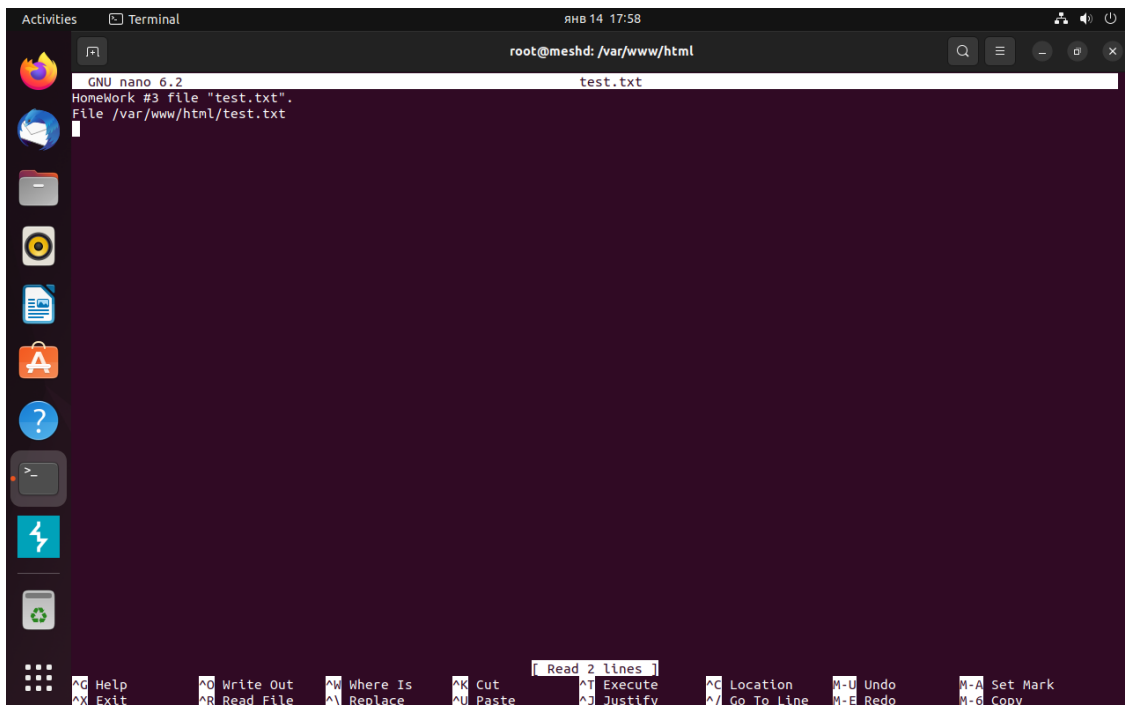 Activities Terminal янв 14 17:58
root@meshd: /var/www/html
GNU nano 6.2 test.txt
HomeWork #3 file "test.txt".
File /var/www/html/test.txt
[ Read 2 lines ]
^G Help ^O Write Out ^W Where Is ^K Cut ^T Execute ^C Location M-U Undo M-A Set Mark
^X Exit ^R Read File ^\ Replace ^U Paste ^J Justify ^/ Go To Line M-E Redo M-6 Copy